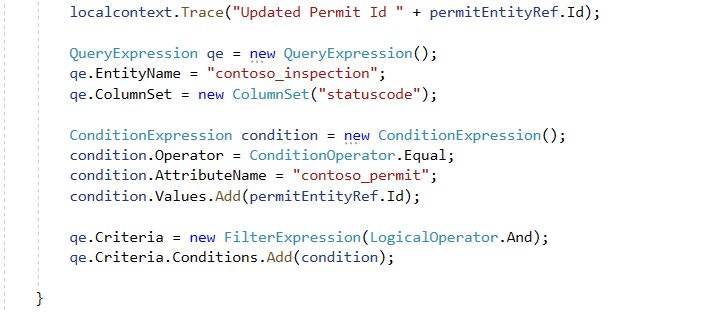 localcontext.Trace("Updated Permit Id " + permitEntityRef.Id);
QueryExpression qe = new QueryExpression();
qe.EntityName = "contoso_inspection";
qe.ColumnSet = new ColumnSet("statuscode");
ConditionExpression condition = new ConditionExpression();
condition.Operator = ConditionOperator.Equal;
condition.AttributeName = "contoso_permit";
condition.Values.Add(permitEntityRef.Id);
qe.Criteria = new FilterExpression(LogicalOperator.And);
qe.Criteria.Conditions.Add(condition);
}